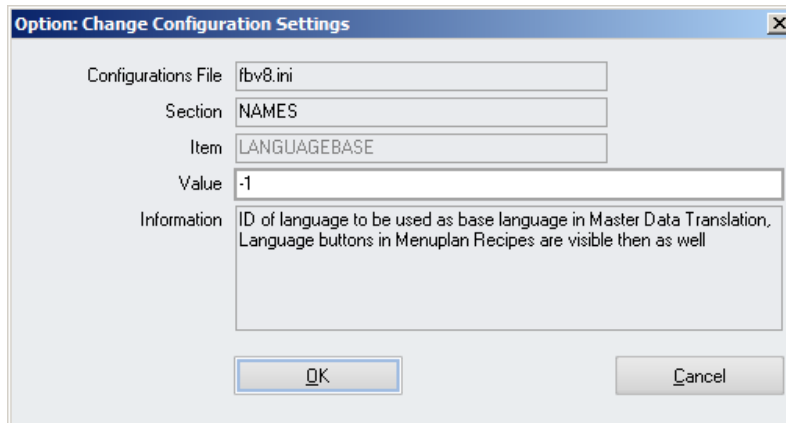 Option: Change Configuration Settings
Configurations File fbv8.ini
Section NAMES
Item LANGUAGEBASE
Value -1
Information ID of language to be used as base language in Master Data Translation,
Language buttons in Menuplan Recipes are visible then as well
OK Cancel